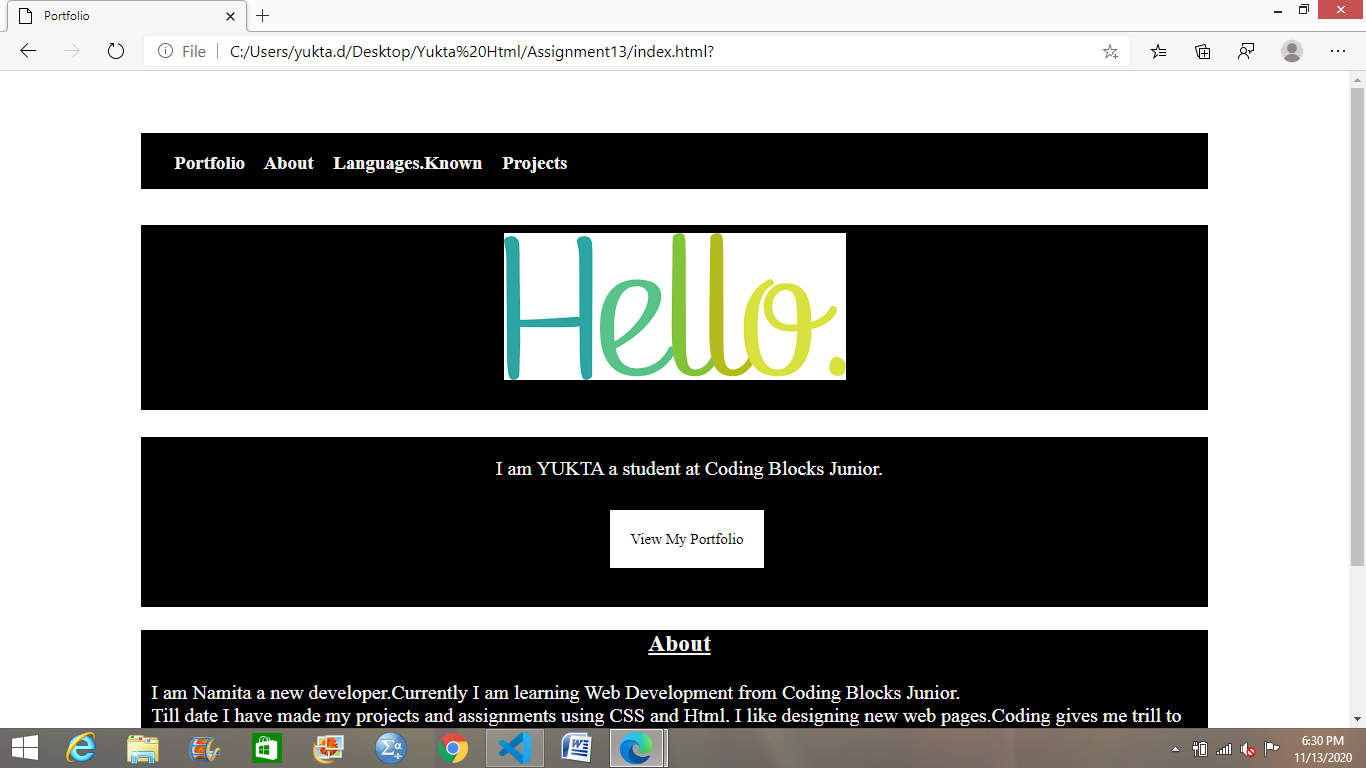 Portfolio
File
C:/Users/yukta.d/Desktop/Yukta%20Html/Assignment13/index.html?
Portfolio About Languages.Known Projects
Hello.
I am YUKTA a student at Coding Blocks Junior.
View My Portfolio
About
I am Namita a new developer.Currently I am learning Web Development from Coding Blocks Junior.
Till date I have made my projects and assignments using CSS and Html. I like designing new web pages.Coding gives me trill to
6:30 PM
11/13/2020